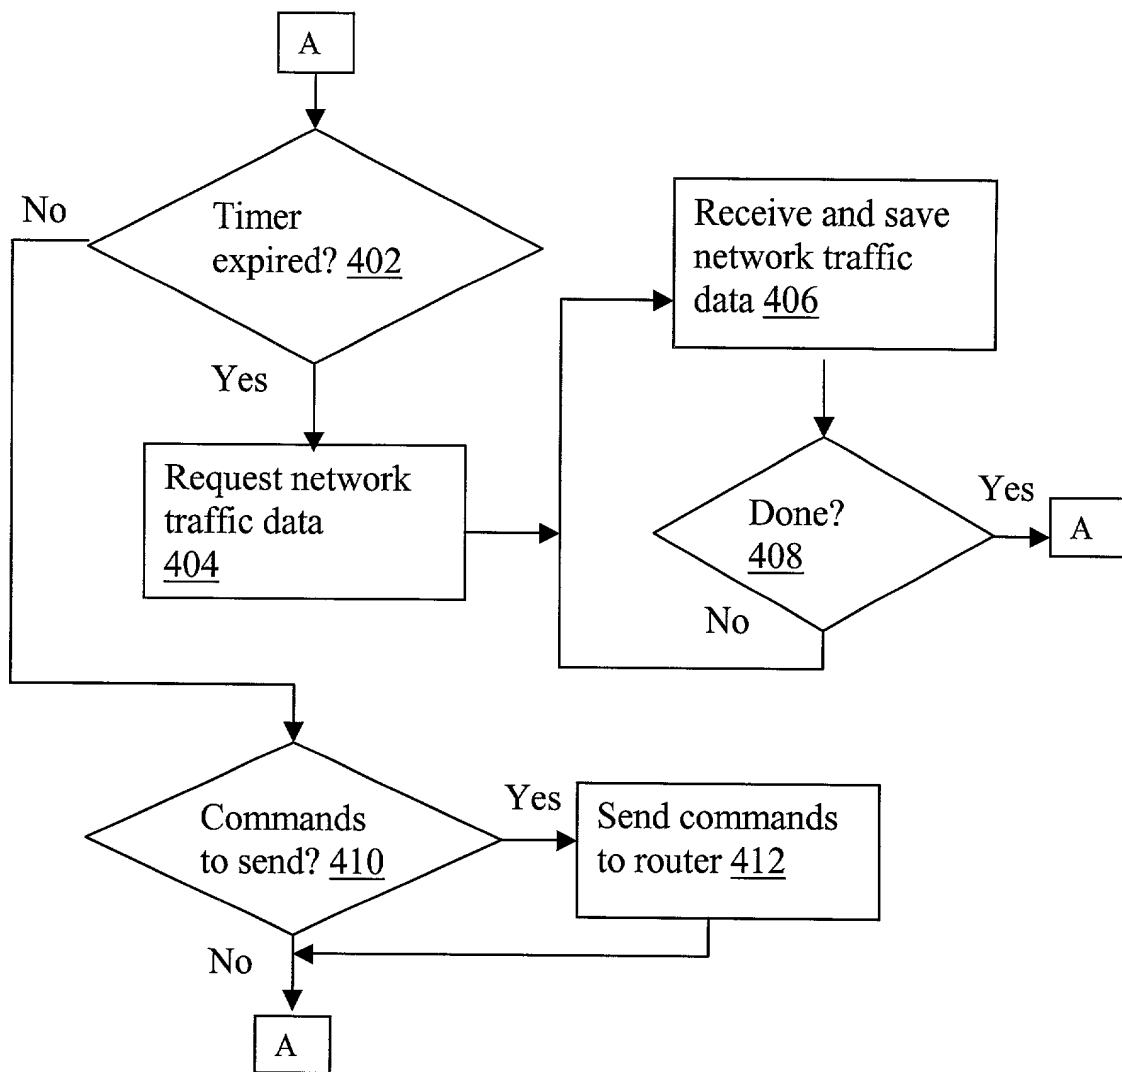 A
No
Timer
expired? 402
Yes
Receive and save
network traffic
data 406
Request network
traffic data
404
Done?
408
Yes
A
No
Commands
to send? 410
Yes
Send commands
to router 412
No
A